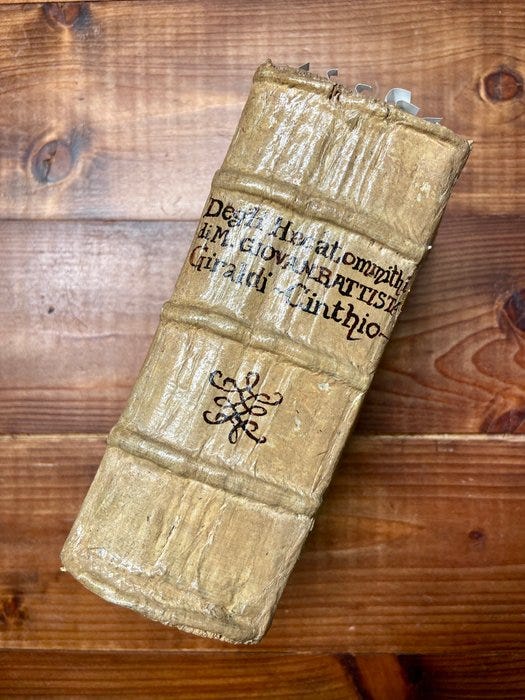 Degli Hecatommithi
di M. GIOVANBATTISTA
Giraldi -Cinthio-